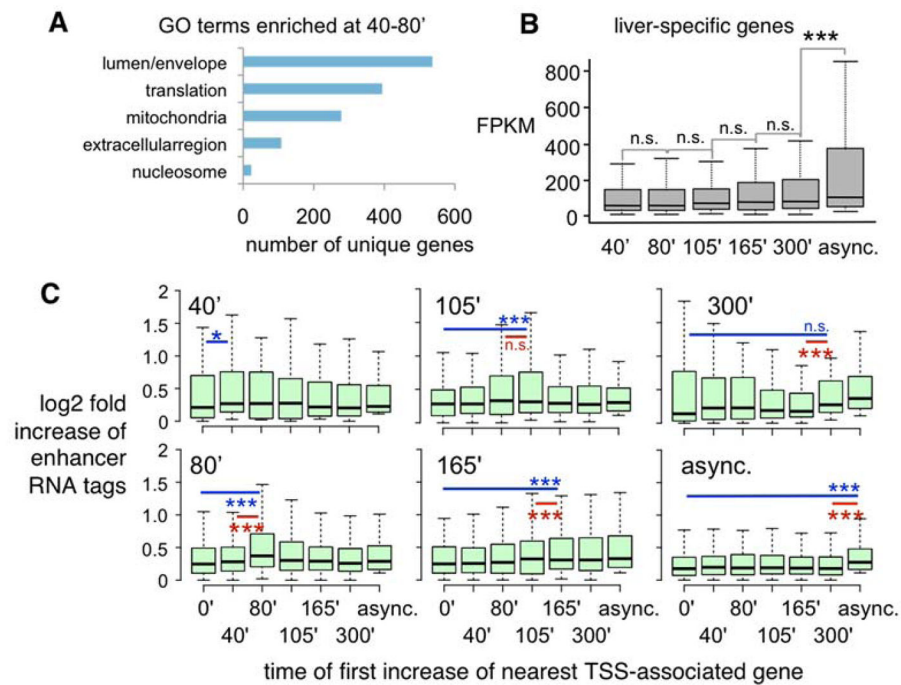 A
GO terms enriched at 40-80'
lumen/envelope
translation
mitochondria
extracellularregion
nucleosome
0 200 400 600
number of unique genes
B
liver-specific genes
***
FPKM
800
600
400
200
0
n.s. n.s. n.s. n.s.
40' 80' 105' 165' 300' async.
C
log2 fold
increase of
enhancer
RNA tags
2
1.5
1.0
0.5
0
40'
*
105'
***
n.s.
300'
n.s.
***
2
1.5
1.0
0.5
0
80'
***
***
165'
***
***
async.
***
***
0' 80' 165' async.
40' 105' 300'
0' 80' 165' async.
40' 105' 300'
0' 80' 165' async.
40' 105' 300'
time of first increase of nearest TSS-associated gene